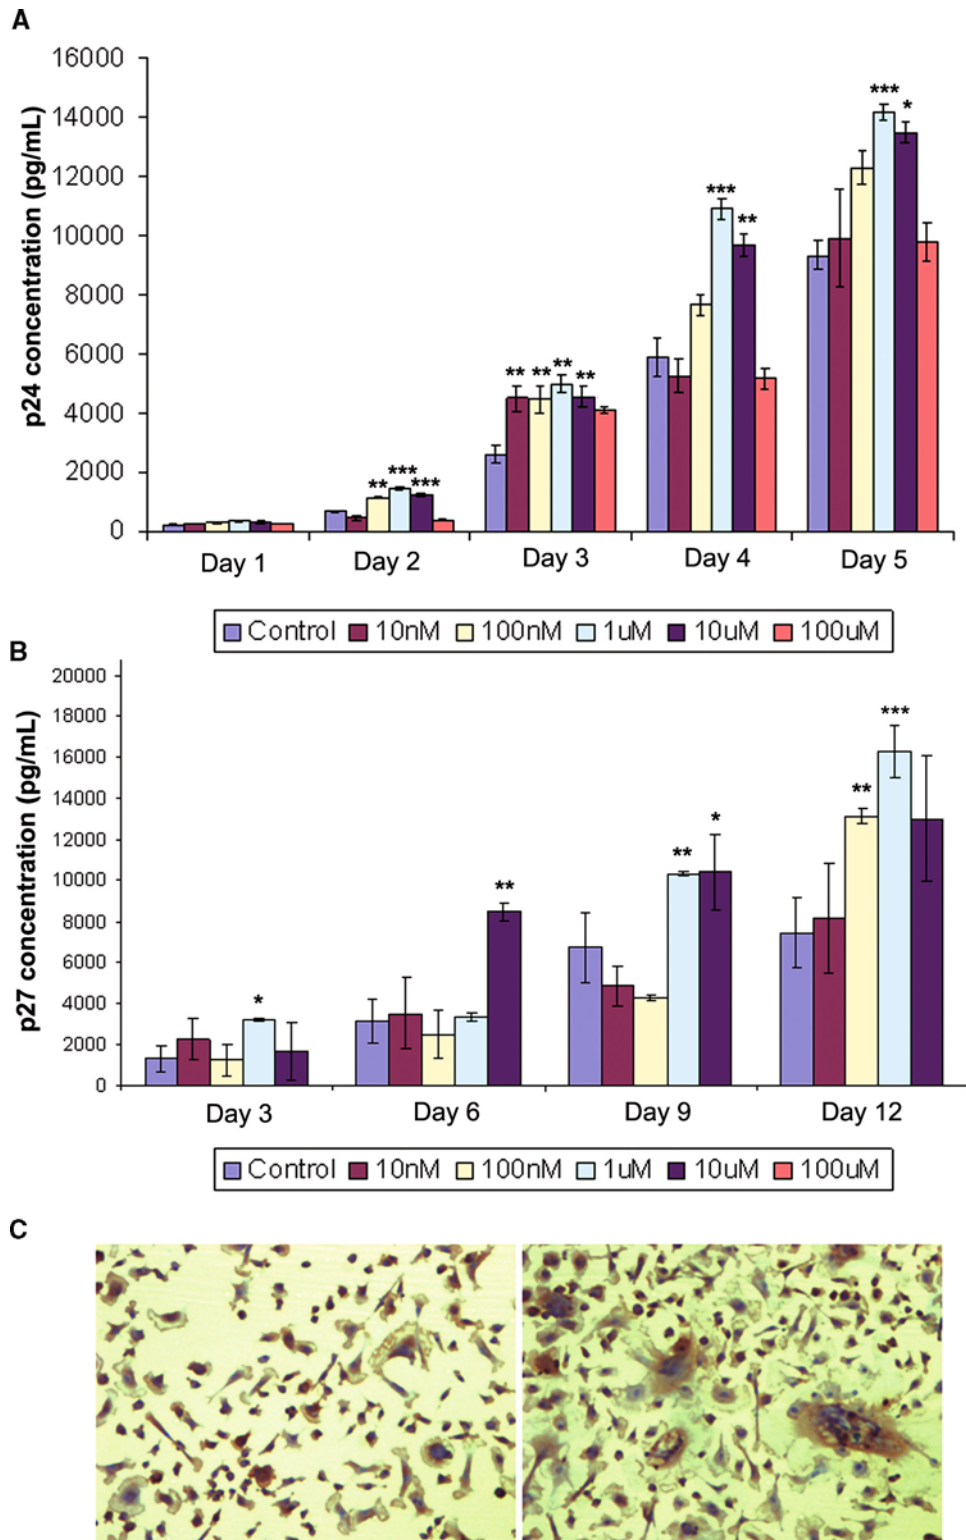 A
p24 concentration (pg/mL)
16000
14000
12000
10000
8000
6000
4000
2000
0
** *** ***
** ** ** **
*** **
*** *
Day 1 Day 2 Day 3 Day 4 Day 5
Control 10nM 100nM 1uM 10uM 100uM
B
p27 concentration (pg/mL)
20000
18000
16000
14000
12000
10000
8000
6000
4000
2000
0
*
**
** *
** ***
Day 3 Day 6 Day 9 Day 12
Control 10nM 100nM 1uM 10uM 100uM
C